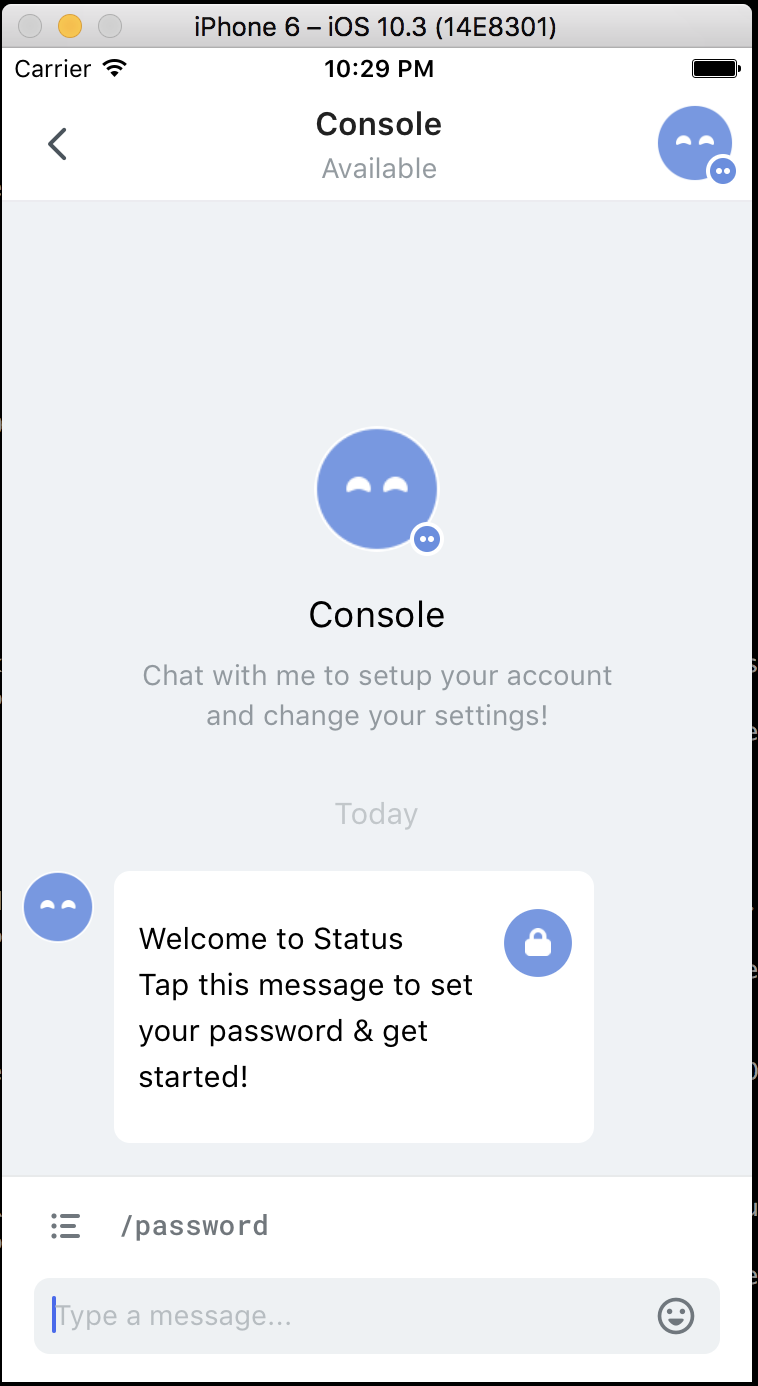 iPhone 6 – iOS 10.3 (14E8301)
Carrier 10:29 PM
Console
Available
Console
Chat with me to setup your account
and change your settings!
Today
Welcome to Status
Tap this message to set
your password & get
started!
/password
Type a message...